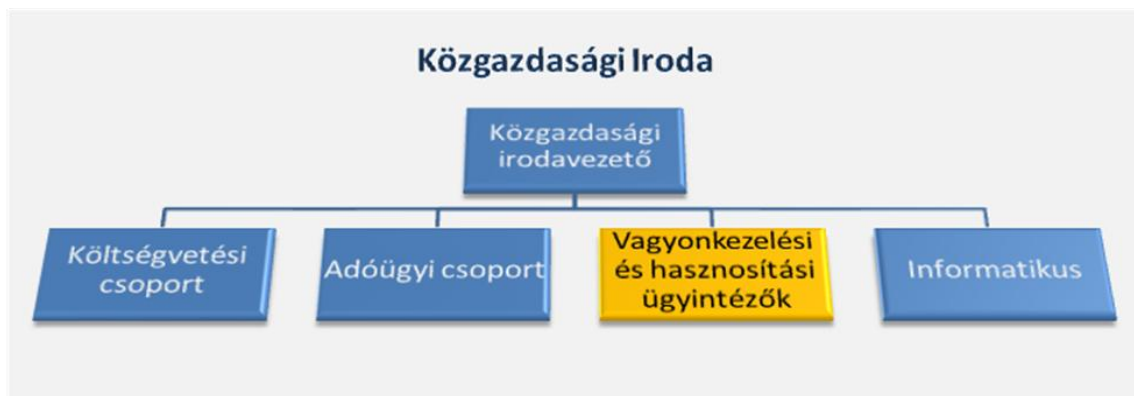 Közgazdasági Iroda
Közgazdasági
irodavezető
Költségvetési
csoport
Adóügyi csoport
Vagyonkezelési
és hasznosítási
ügyintézők
Informatikus